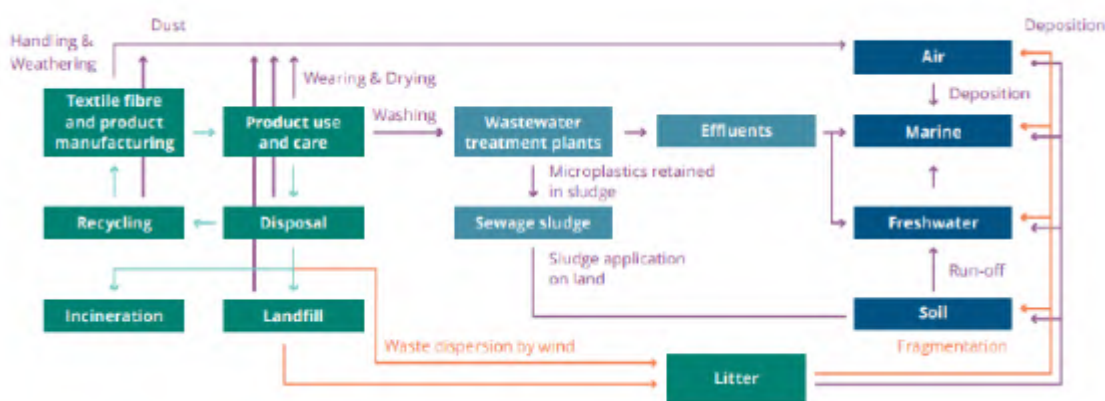 Dust
Deposition
Handling &
Weathering
Air
Wearing & Drying
Deposition
Textile fibre
and product
manufacturing
Product use
and care
Washing
Wastewater
treatment plants
Effluents
Marine
Microplastics retained
in sludge
Recycling
Disposal
Sewage sludge
Freshwater
Sludge application
on land
Run-off
Incineration
Landfill
Soil
Waste dispersion by wind
Fragmentation
Litter